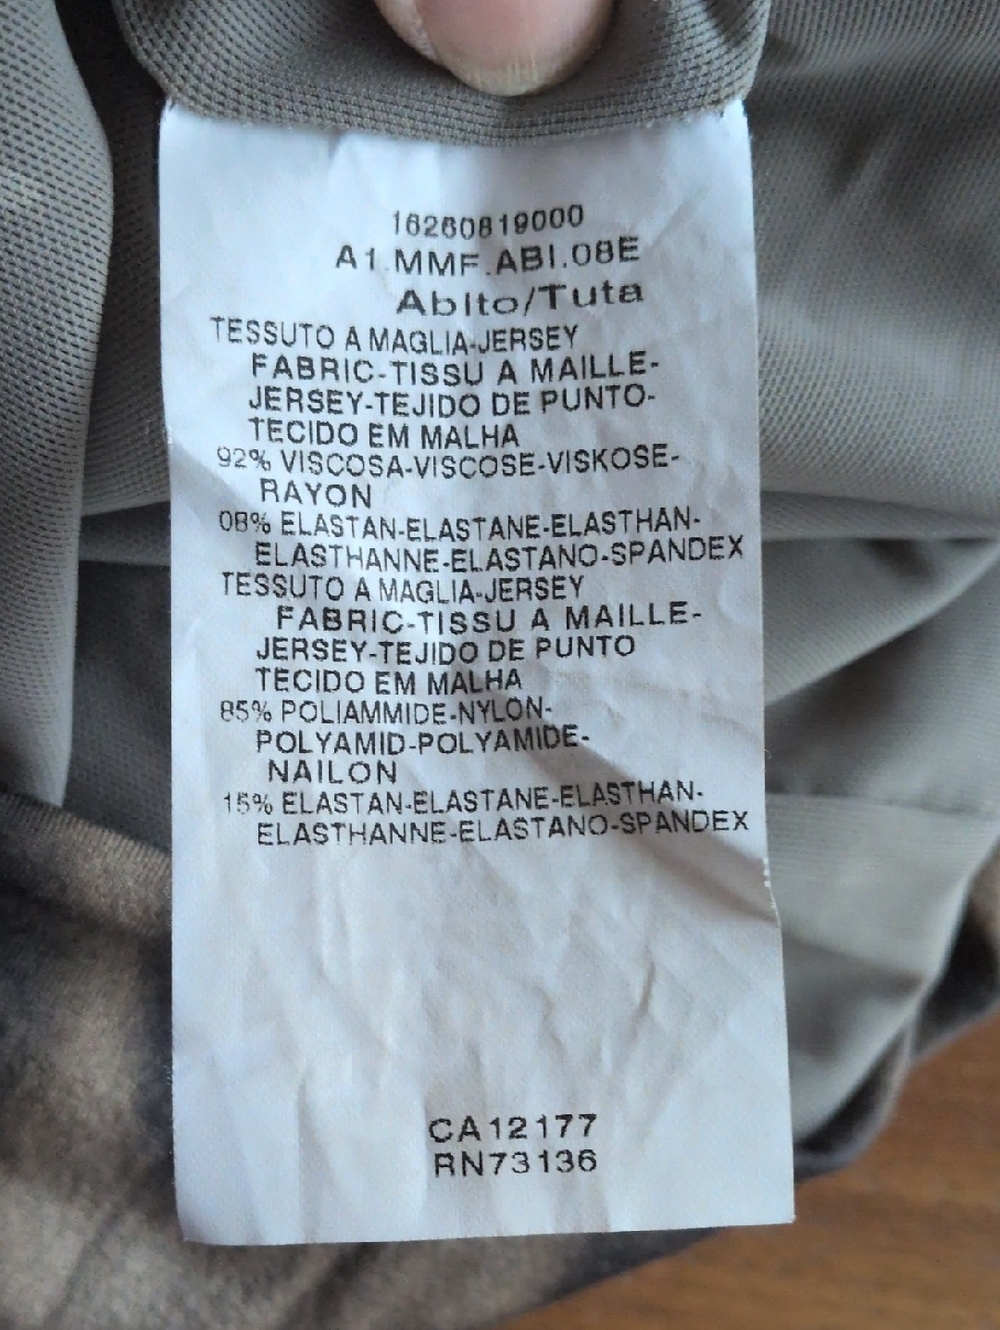 16260819000
A1.MMF.ABI.08E
Abito/Tuta
TESSUTO A MAGLIA-JERSEY
FABRIC-TISSU A MAILLE-
JERSEY-TEJIDO DE PUNTO-
TECIDO EM MALHA
92% VISCOSA-VISCOSE-VISKOSE-
RAYON
08% ELASTAN-ELASTANE-ELASTHAN-
ELASTHANNE-ELASTANO-SPANDEX
TESSUTO A MAGLIA-JERSEY
FABRIC-TISSU A MAILLE-
JERSEY-TEJIDO DE PUNTO
TECIDO EM MALHA
85% POLIAMMIDE-NYLON-
POLYAMID-POLYAMIDE-
NAILON
15% ELASTAN-ELASTANE-ELASTHAN-
ELASTHANNE-ELASTANO-SPANDEX
CA12177
RN73136